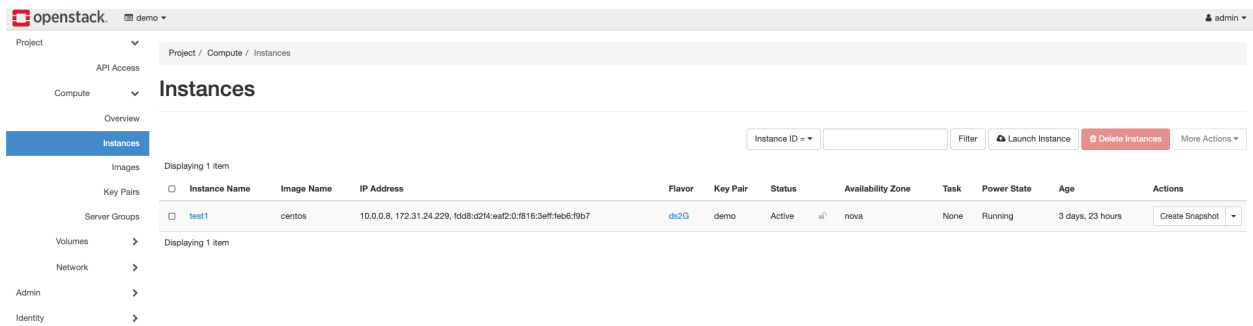 openstack. demo admin
Project
Project / Compute / Instances
API Access
Compute
Instances
Overview
Instances
Instance ID = Filter Launch Instance Delete Instances More Actions
Images
Displaying 1 item
Key Pairs
Instance Name Image Name IP Address Flavor Key Pair Status Availability Zone Task Power State Age Actions
Server Groups
test1 centos 10.0.0.8, 172.31.24.229, fdd8:d2f4:eaf2:0:f816:3eff:feb6:f9b7 ds2G demo Active nova None Running 3 days, 23 hours Create Snapshot
Volumes
Displaying 1 item
Network
Admin
Identity